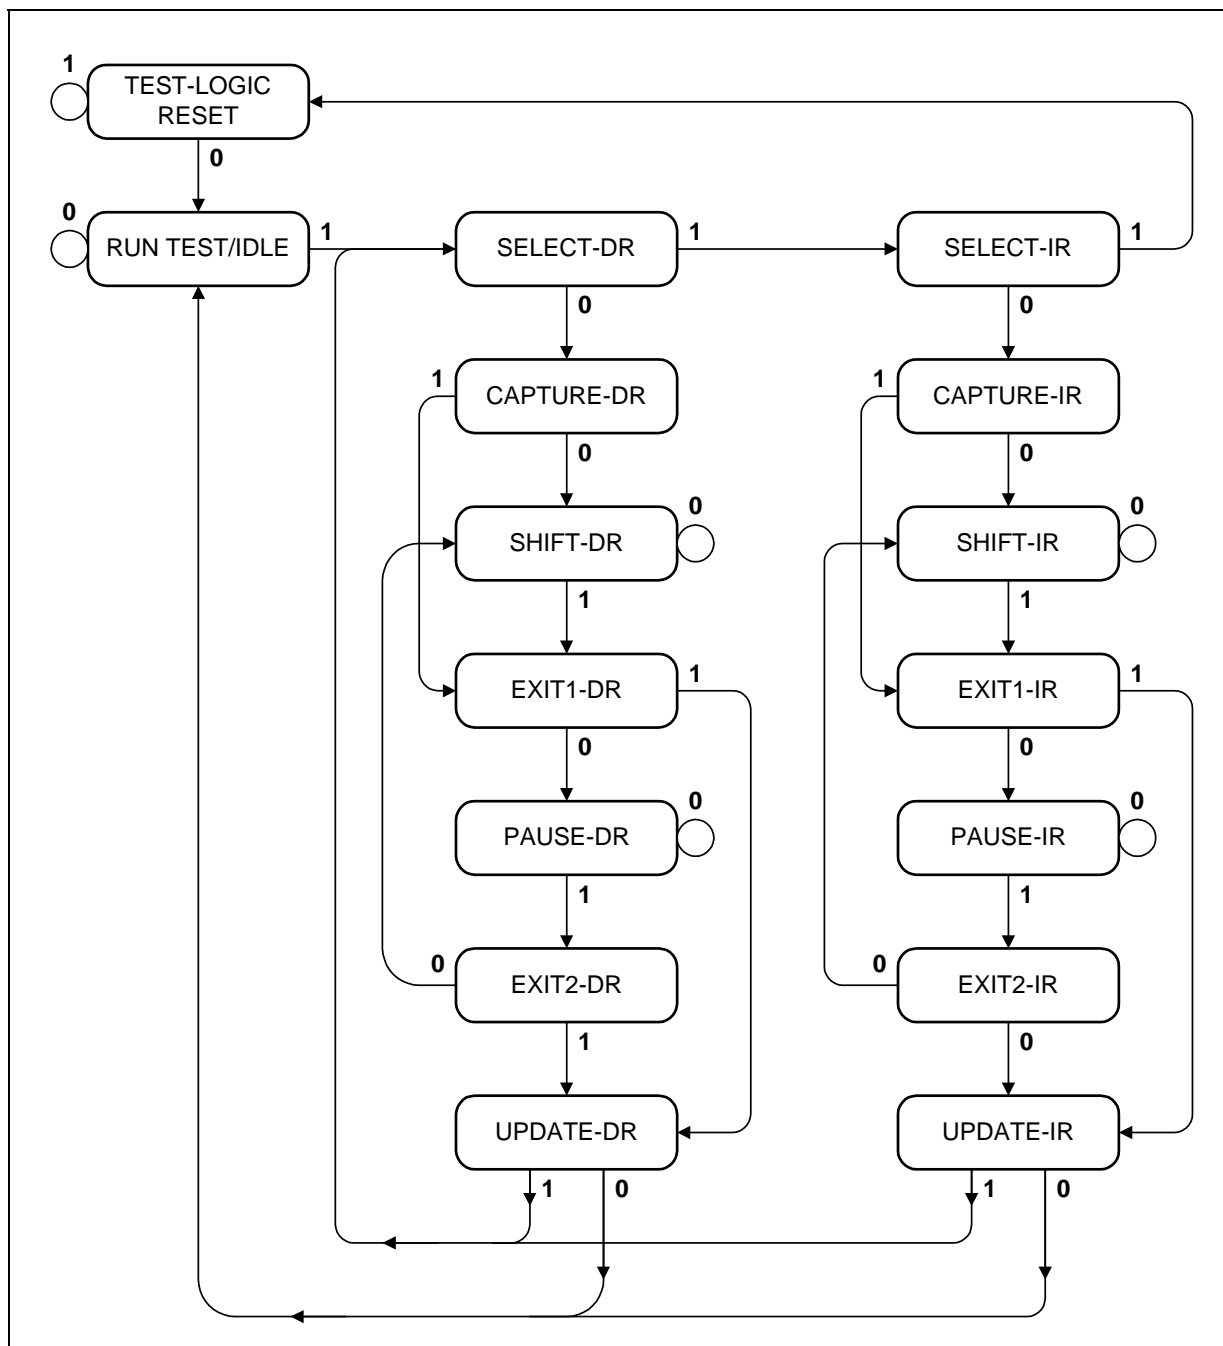 1
TEST-LOGIC
RESET
0
0
RUN TEST/IDLE
1
SELECT-DR
1
SELECT-IR
1
0
0
1
CAPTURE-DR
1
CAPTURE-IR
0
0
SHIFT-DR
0
SHIFT-IR
0
1
1
EXIT1-DR
1
EXIT1-IR
1
0
0
PAUSE-DR
0
PAUSE-IR
0
1
1
0
EXIT2-DR
0
EXIT2-IR
1
0
UPDATE-DR
UPDATE-IR
1
0
1
0